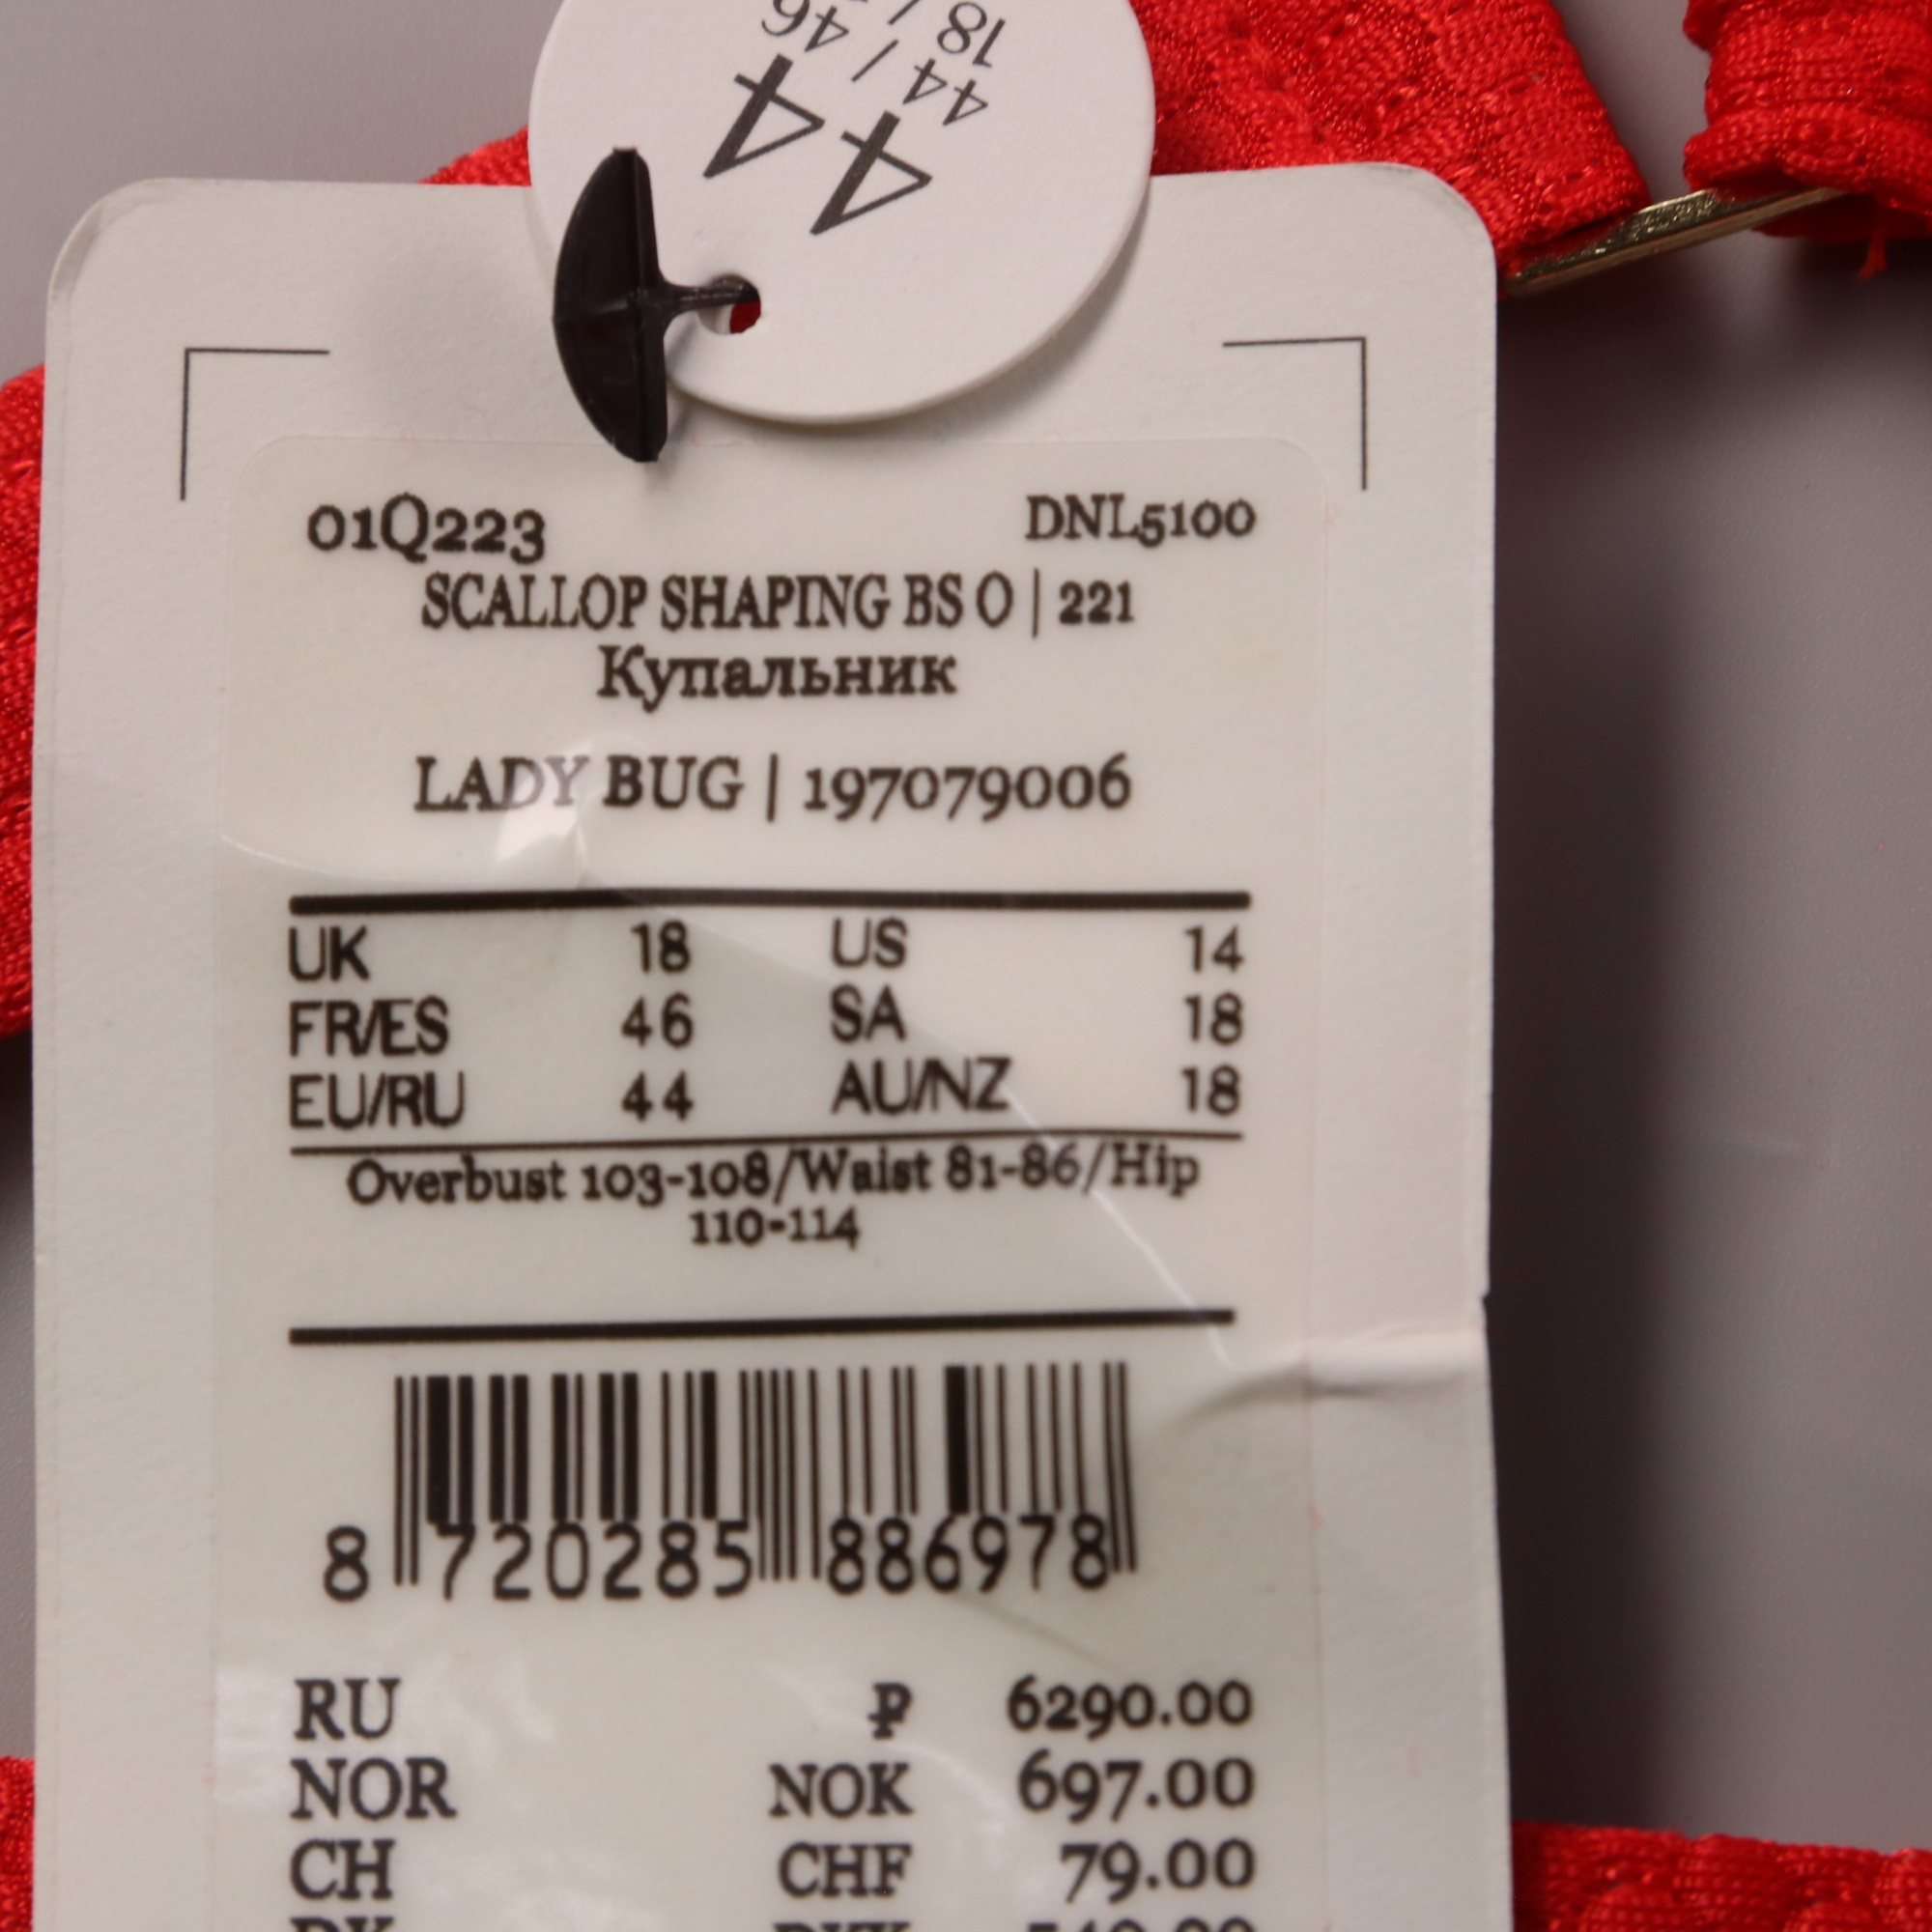 44
44 / 46
18 /
01Q223 DNL5100
SCALLOP SHAPING BS O | 221
Купальник
LADY BUG | 197079006
UK 18 US 14
FR/ES 46 SA 18
EU/RU 44 AU/NZ 18
Overbust 103-108/Waist 81-86/Hip
110-114
8 720285 886978
RU ₽ 6290.00
NOR NOK 697.00
CH CHF 79.00